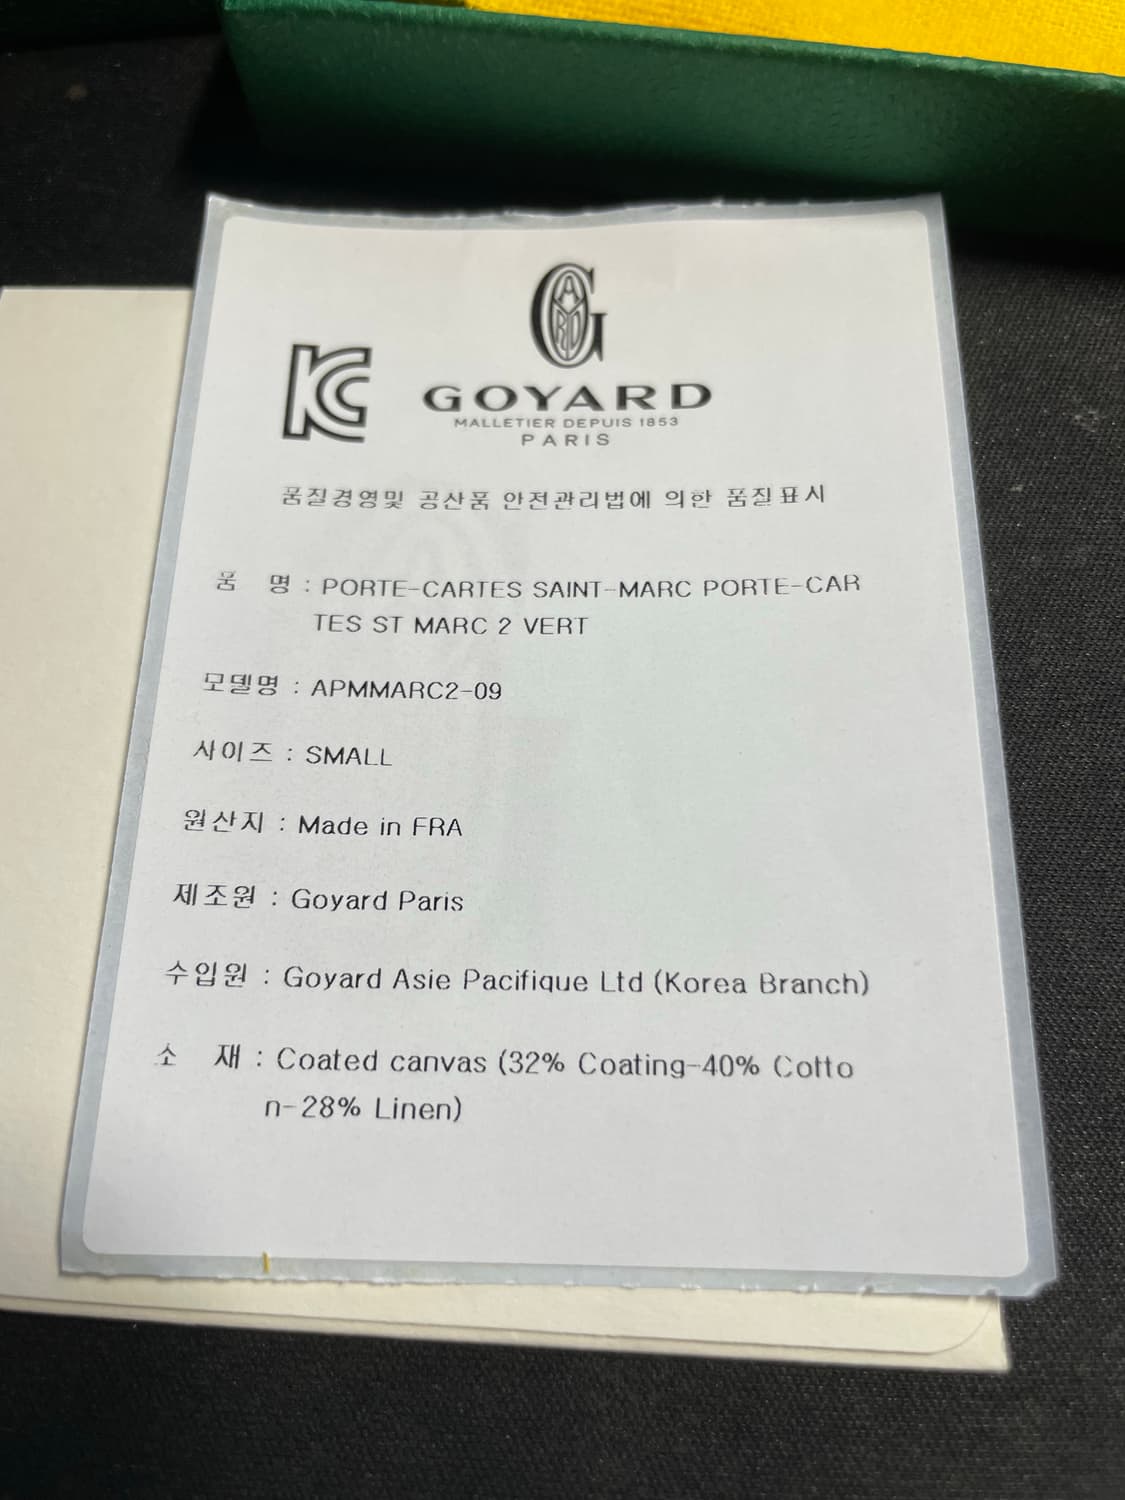 KC
GOYARD
MALLETIER DEPUIS 1853
PARIS
품질경영및 공산품 안전관리법에 의한 품질표시
품 명 : PORTE-CARTES SAINT-MARC PORTE-CAR
TES ST MARC 2 VERT
모델명 : APMMARC2-09
사이즈 : SMALL
원산지 : Made in FRA
제조원 : Goyard Paris
수입원 : Goyard Asie Pacifique Ltd (Korea Branch)
소 재 : Coated canvas (32% Coating-40% Cotto
n-28% Linen)